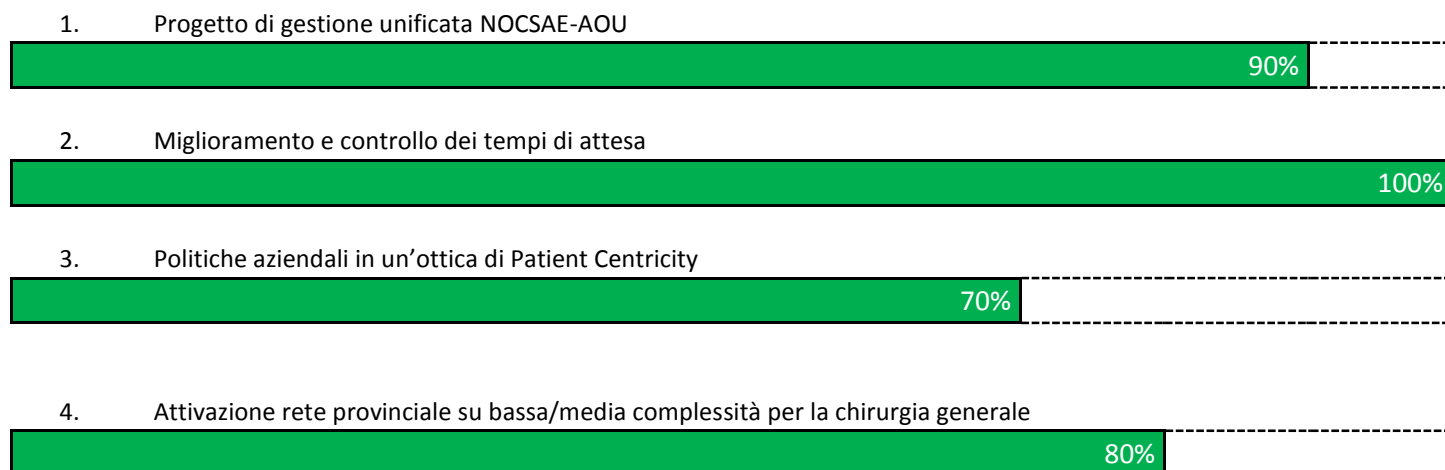 1. Progetto di gestione unificata NOCSAE-AOU
90%
2. Miglioramento e controllo dei tempi di attesa
100%
3. Politiche aziendali in un’ottica di Patient Centricity
70%
4. Attivazione rete provinciale su bassa/media complessità per la chirurgia generale
80%